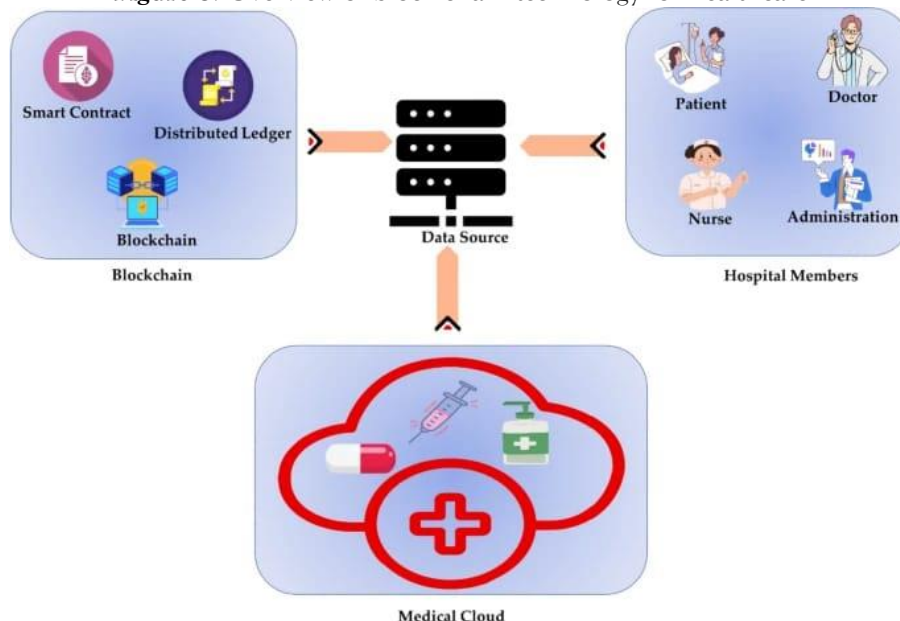 Smart Contract
Distributed Ledger
Blockchain
Blockchain
Data Source
Patient
Doctor
Nurse
Administration
Hospital Members
Medical Cloud